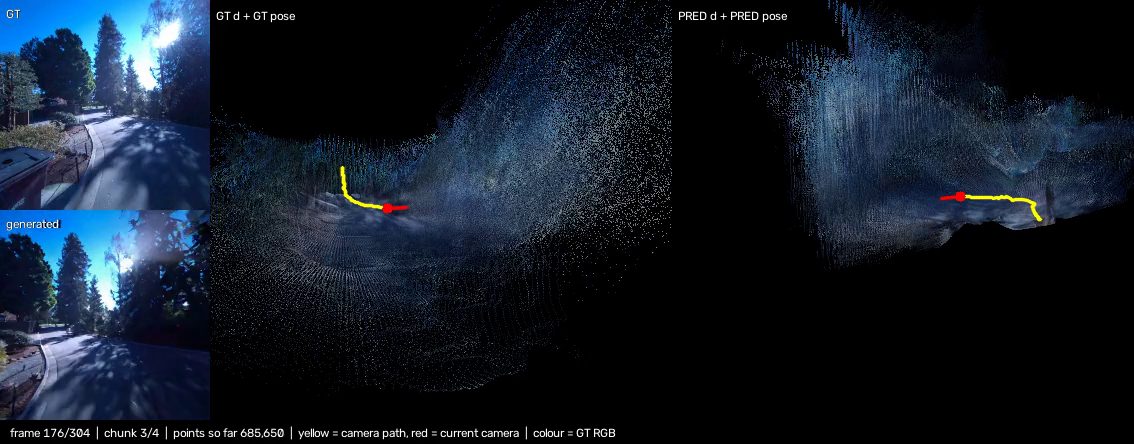 GT
GT d + GT pose
PRED d + PRED pose
generated
frame 176/304 | chunk 3/4 | points so far 685,650 | yellow = camera path, red = current camera | colour = GT RGB